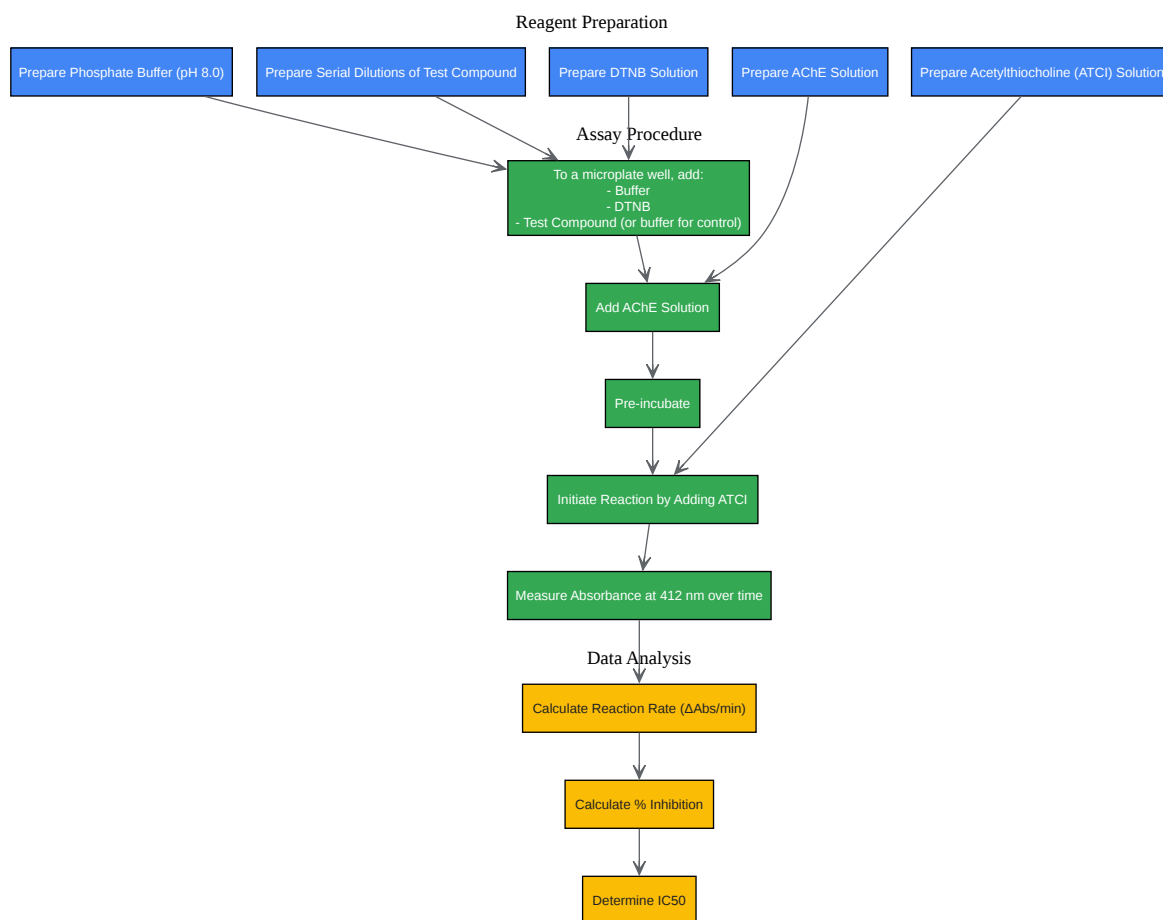 Reagent Preparation
Prepare Phosphate Buffer (pH 8.0)
Prepare Serial Dilutions of Test Compound
Prepare DTNB Solution
Prepare AChE Solution
Prepare Acetylthiocholine (ATCI) Solution
Assay Procedure
To a microplate well, add:
- Buffer
- DTNB
- Test Compound (or buffer for control)
Add AChE Solution
Pre-incubate
Initiate Reaction by Adding ATCI
Measure Absorbance at 412 nm over time
Data Analysis
Calculate Reaction Rate (ΔAbs/min)
Calculate % Inhibition
Determine IC50